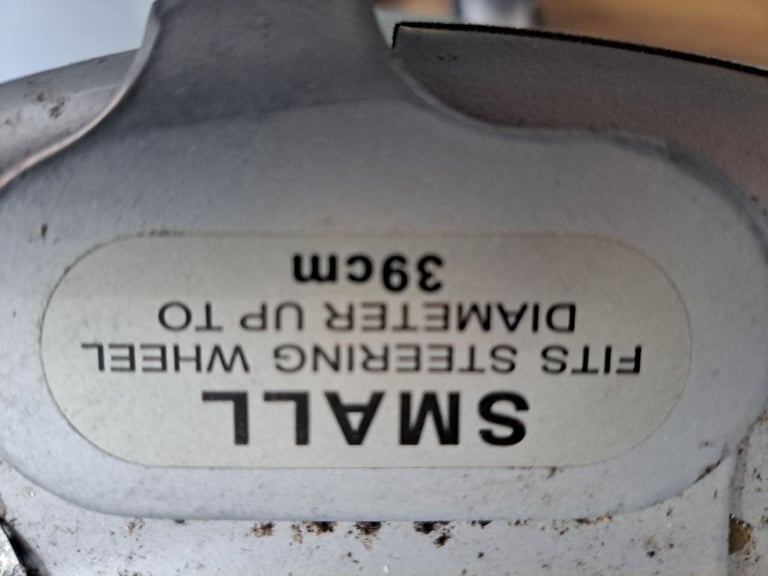 SMALL
FITS STEERING WHEEL
DIAMETER UP TO
39cm